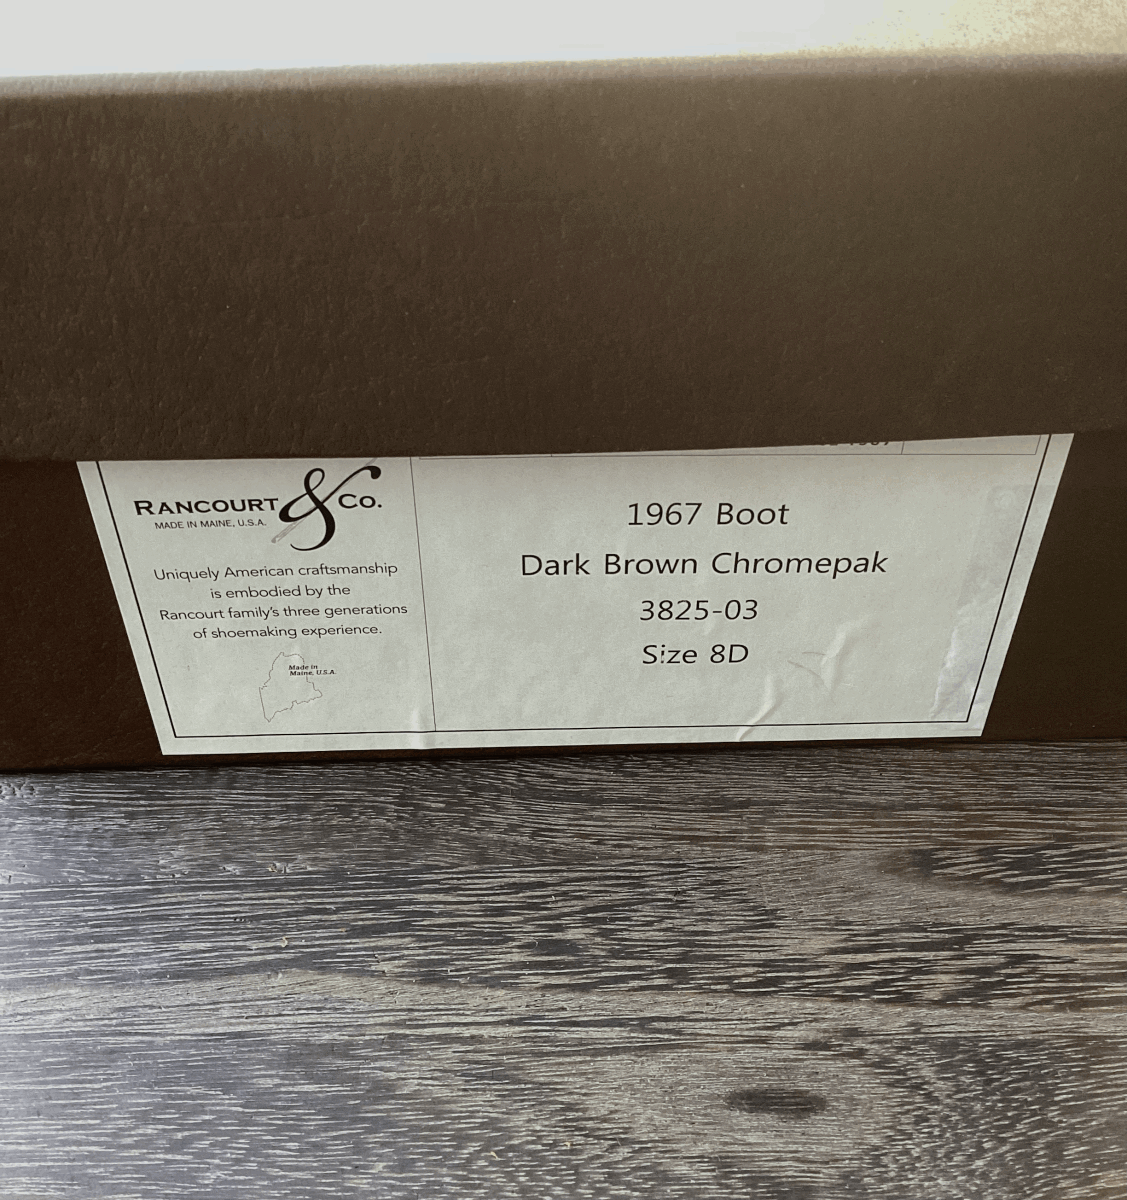 RANCOURT & CO.
MADE IN MAINE, U.S.A.
Uniquely American craftsmanship
is embodied by the
Rancourt family's three generations
of shoemaking experience.
Made in
Maine, U.S.A.
1967 Boot
Dark Brown Chromepak
3825-03
Size 8D